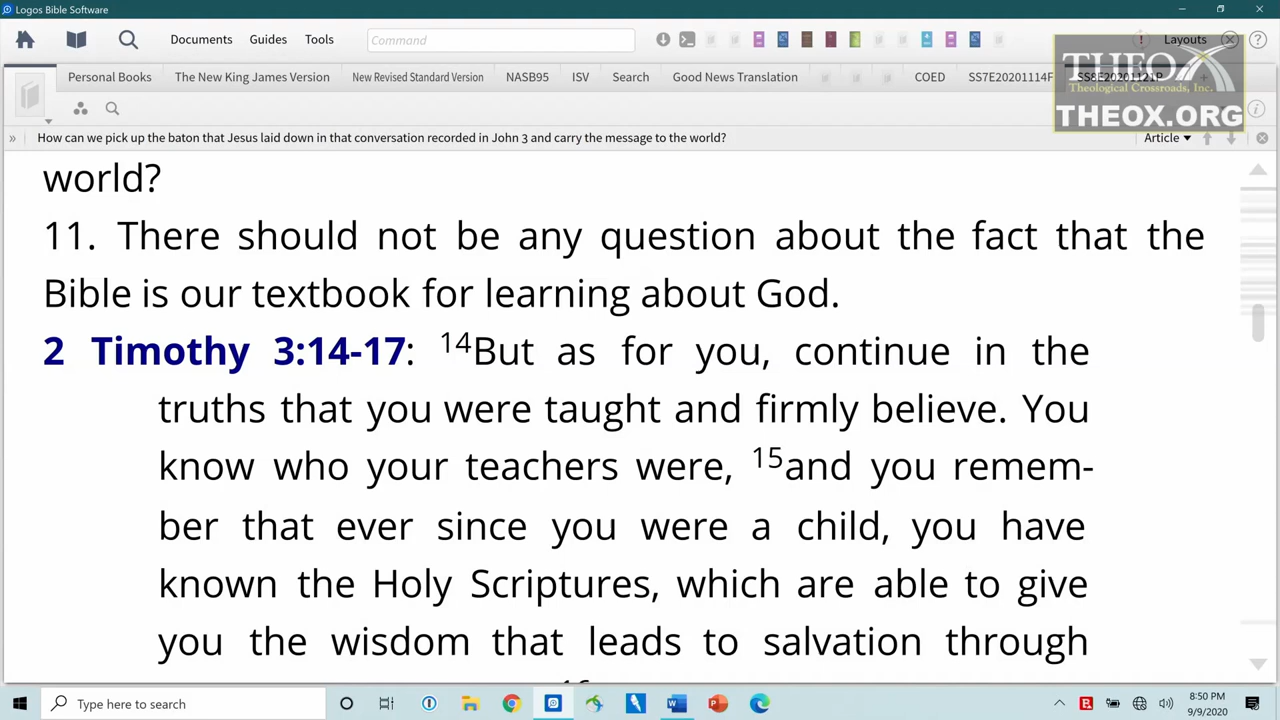 Logos Bible Software
Documents Guides Tools Command Layouts
THEOX
Theological Crossroads, Inc.
THEOX.ORG
Personal Books The New King James Version New Revised Standard Version NASB95 ISV Search Good News Translation COED SS7E20201114F SS8E20201121P
How can we pick up the baton that Jesus laid down in that conversation recorded in John 3 and carry the message to the world? Article
world?
11. There should not be any question about the fact that the
Bible is our textbook for learning about God.
2 Timothy 3:14-17: 14But as for you, continue in the
truths that you were taught and firmly believe. You
know who your teachers were, 15and you remem-
ber that ever since you were a child, you have
known the Holy Scriptures, which are able to give
you the wisdom that leads to salvation through
Type here to search
8:50 PM
9/9/2020